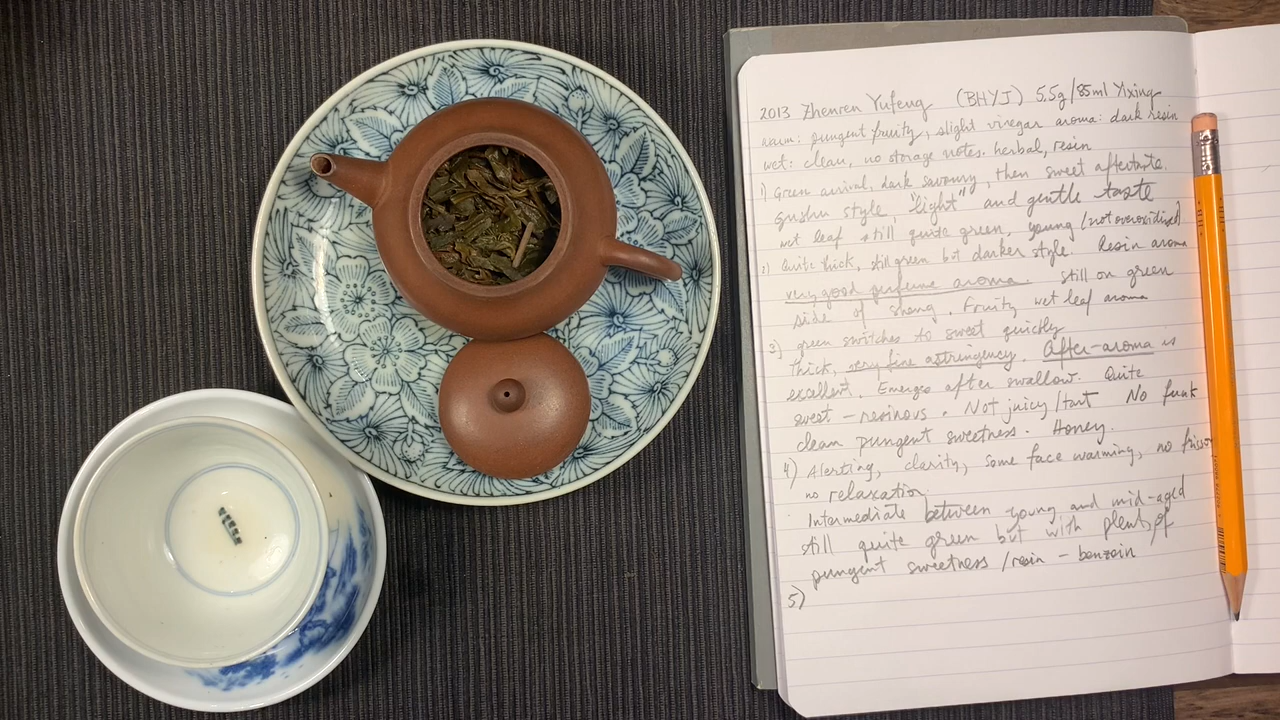 2013 Zhenren Yufeng (BHYJ) 5.5g/85ml Yixing
warm: pungent fruity, slight vinegar aroma: dark resin
wet: clean, no storage notes. herbal, resin
1) Green arrival, dark savoury, then sweet aftertaste.
Gushu style, "light" and gentle taste
wet leaf still quite green, young (not overoxidized)
2) Quite thick, still green but darker style. Resin aroma
very good perfume aroma. still on green
side of sheng. Fruity wet leaf aroma
3) green switches to sweet quickly
thick, very fine astringency. After-aroma is
excellent. Emerge after swallow. Quite
sweet - resinous. Not juicy/tart No funk
clean pungent sweetness. Honey.
4) Alerting, clarity, some face warming, no frisson
no relaxation
Intermediate between young and mid-aged
still quite green but with plenty of
pungent sweetness /resin - benzoin
5)